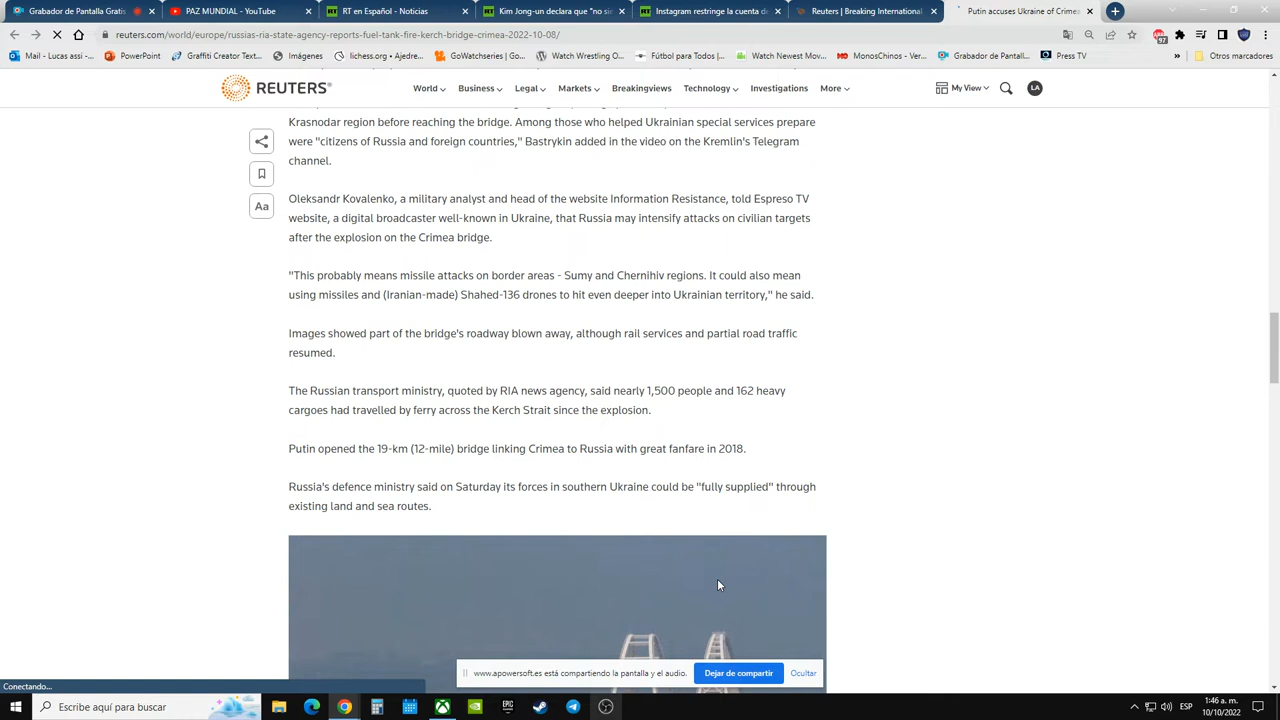 Grabador de Pantalla Gratis
PAZ MUNDIAL - YouTube
RT en Español - Noticias
Kim Jong-un declara que "no si
Instagram restringe la cuenta d
Reuters | Breaking International
Putin accuses Ukraine of Crimea
reuters.com/world/europe/russias-ria-state-agency-reports-fuel-tank-fire-kerch-bridge-crimea-2022-10-08/
97
Mail - Lucas assi -...
PowerPoint
Graffiti Creator Text...
lichess.org • Ajedre...
GoWatchseries | Go...
Watch Wrestling O...
Fútbol para Todos |...
Watch Newest Mov...
MonosChinos - Ver...
Grabador de Pantall...
Press TV
»
Otros marcadores
REUTERS®
World
Business
Legal
Markets
Breakingviews
Technology
Investigations
More
My View
LA
Krasnodar region before reaching the bridge. Among those who helped Ukrainian special services prepare
were "citizens of Russia and foreign countries," Bastrykin added in the video on the Kremlin's Telegram
channel.
Aa
Oleksandr Kovalenko, a military analyst and head of the website Information Resistance, told Espreso TV
website, a digital broadcaster well-known in Ukraine, that Russia may intensify attacks on civilian targets
after the explosion on the Crimea bridge.
"This probably means missile attacks on border areas - Sumy and Chernihiv regions. It could also mean
using missiles and (Iranian-made) Shahed-136 drones to hit even deeper into Ukrainian territory," he said.
Images showed part of the bridge's roadway blown away, although rail services and partial road traffic
resumed.
The Russian transport ministry, quoted by RIA news agency, said nearly 1,500 people and 162 heavy
cargoes had travelled by ferry across the Kerch Strait since the explosion.
Putin opened the 19-km (12-mile) bridge linking Crimea to Russia with great fanfare in 2018.
Russia's defence ministry said on Saturday its forces in southern Ukraine could be "fully supplied" through
existing land and sea routes.
www.apowersoft.es está compartiendo la pantalla y el audio.
Dejar de compartir
Ocultar
Conectando...
Escribe aquí para buscar
EPIC
ESP
1:46 a. m.
10/10/2022